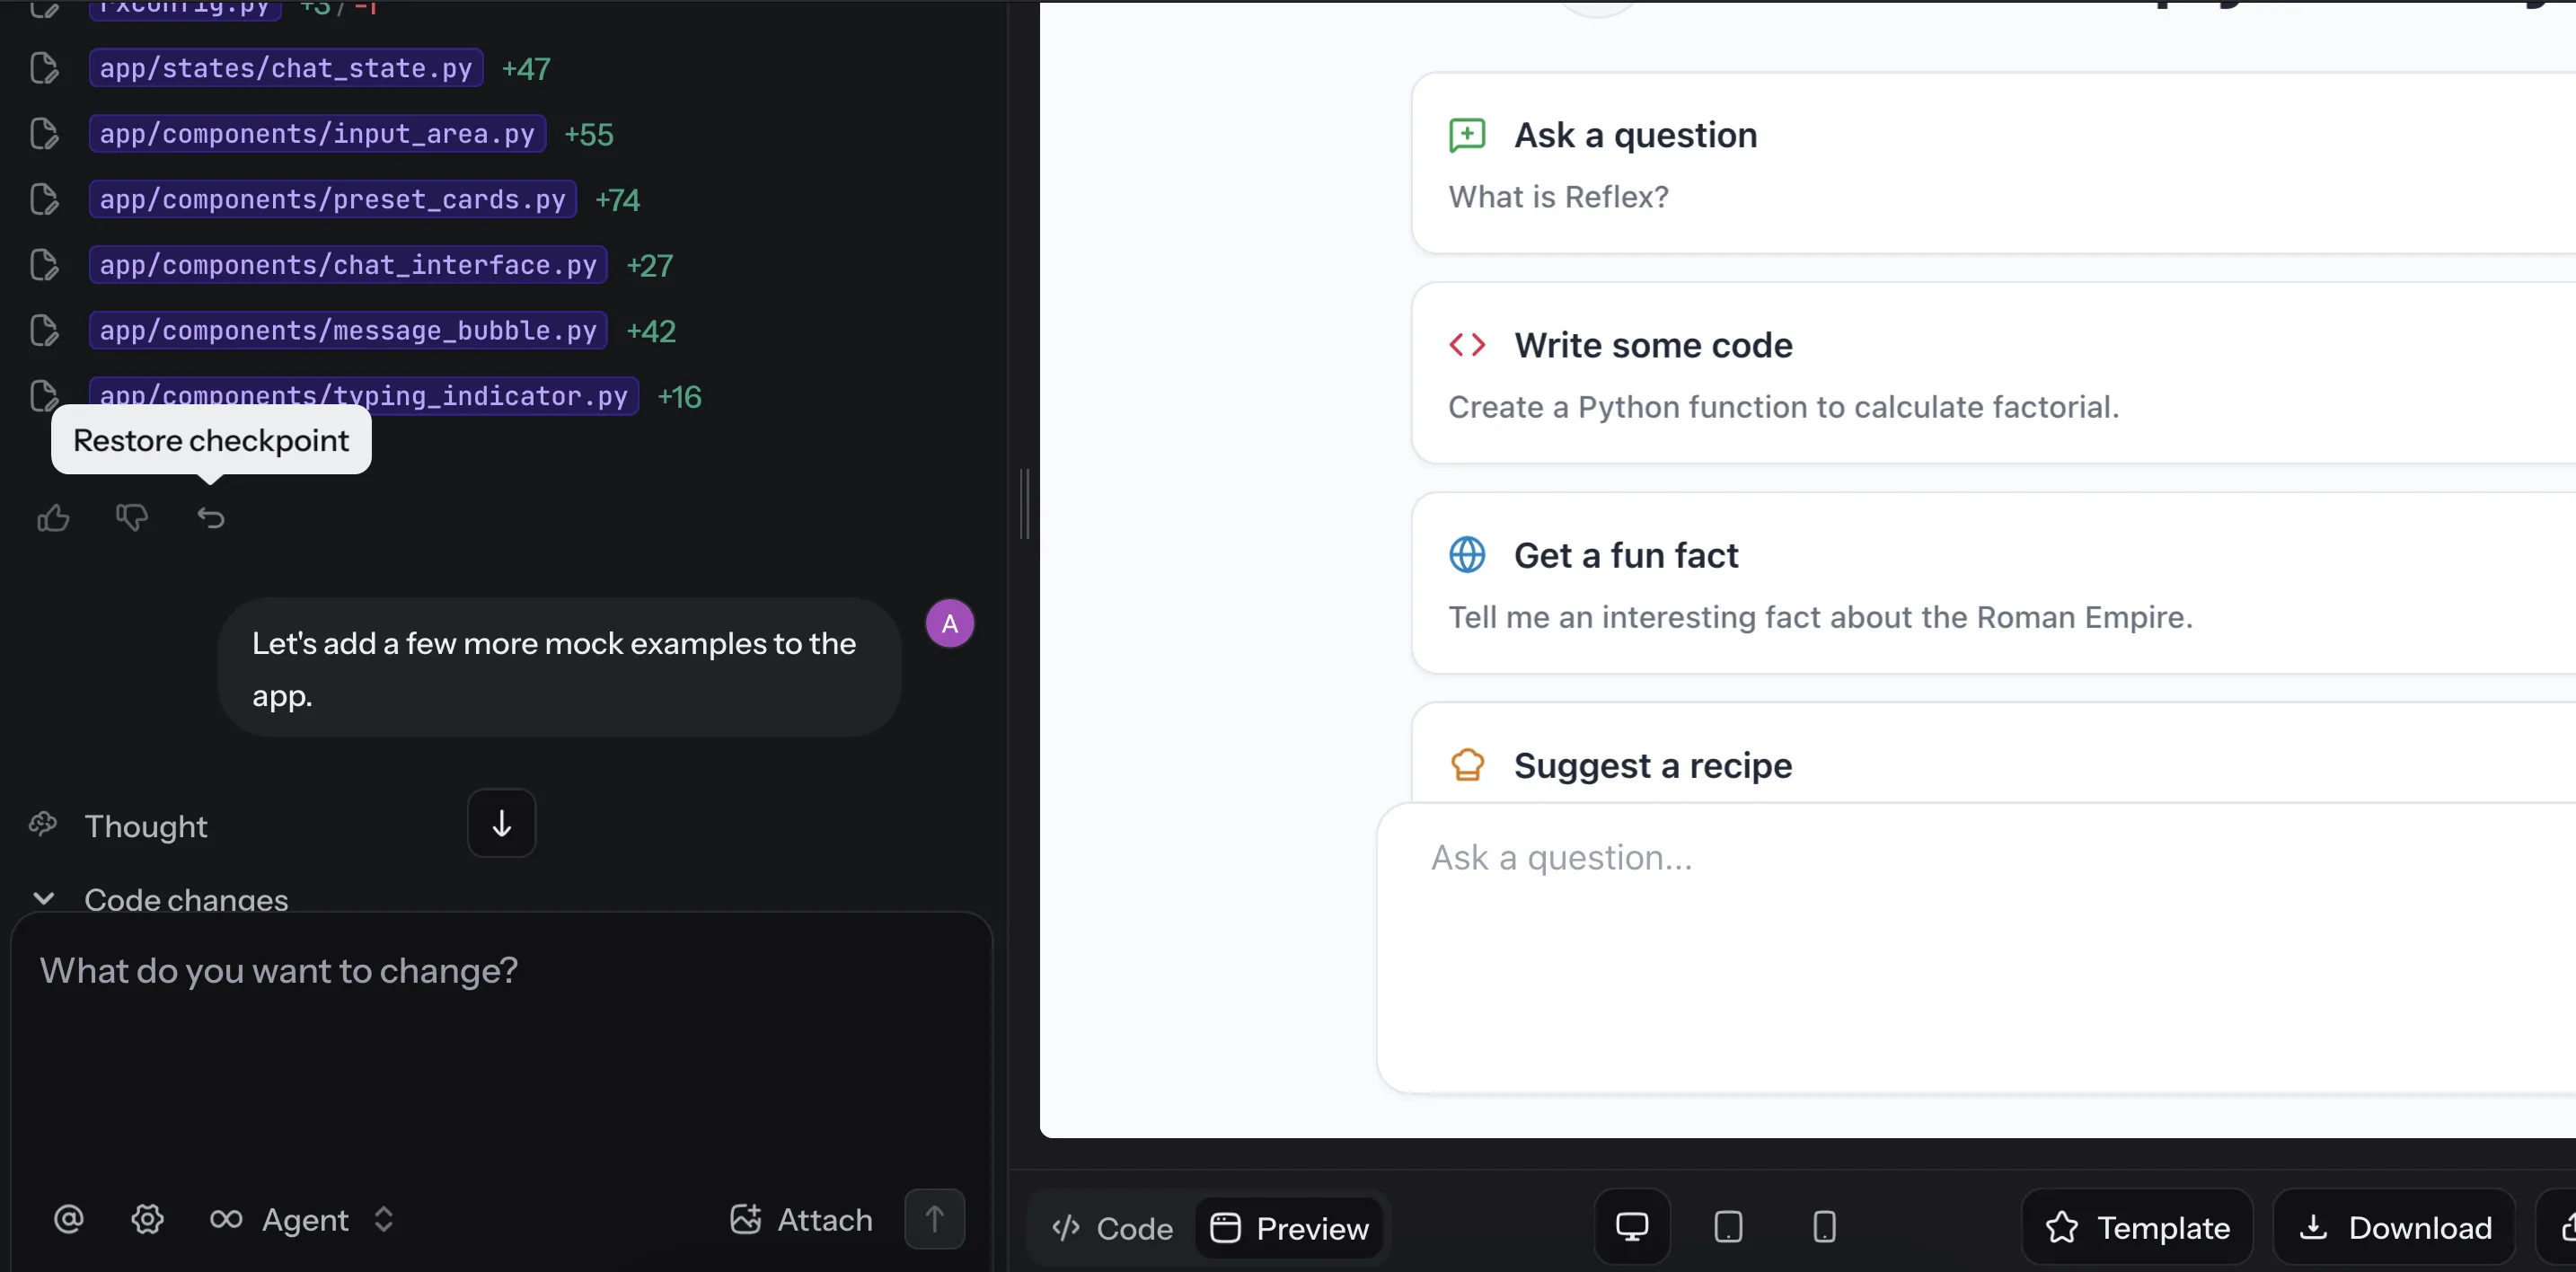 rxconfig.py +3 / -1
app/states/chat_state.py +47
app/components/input_area.py +55
app/components/preset_cards.py +74
app/components/chat_interface.py +27
app/components/message_bubble.py +42
app/components/typing_indicator.py +16
Restore checkpoint
Let's add a few more mock examples to the
app.
A
Thought
Code changes
What do you want to change?
Agent
Attach
Ask a question
What is Reflex?
Write some code
Create a Python function to calculate factorial.
Get a fun fact
Tell me an interesting fact about the Roman Empire.
Suggest a recipe
Ask a question...
Code
Preview
Template
Download